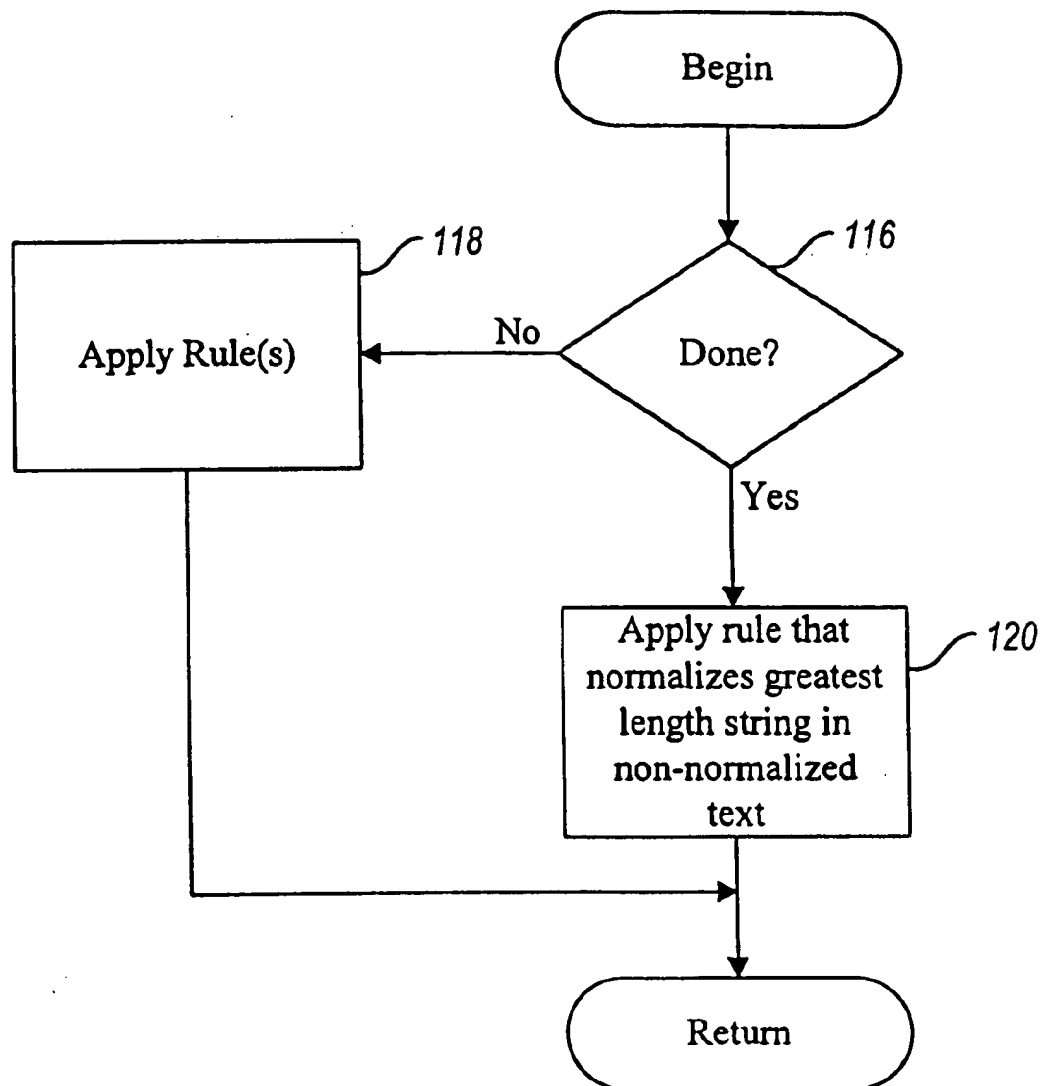 Begin
116
118
Done?
No
Apply Rule(s)
Yes
120
Apply rule that
normalizes greatest
length string in
non-normalized
text
Return